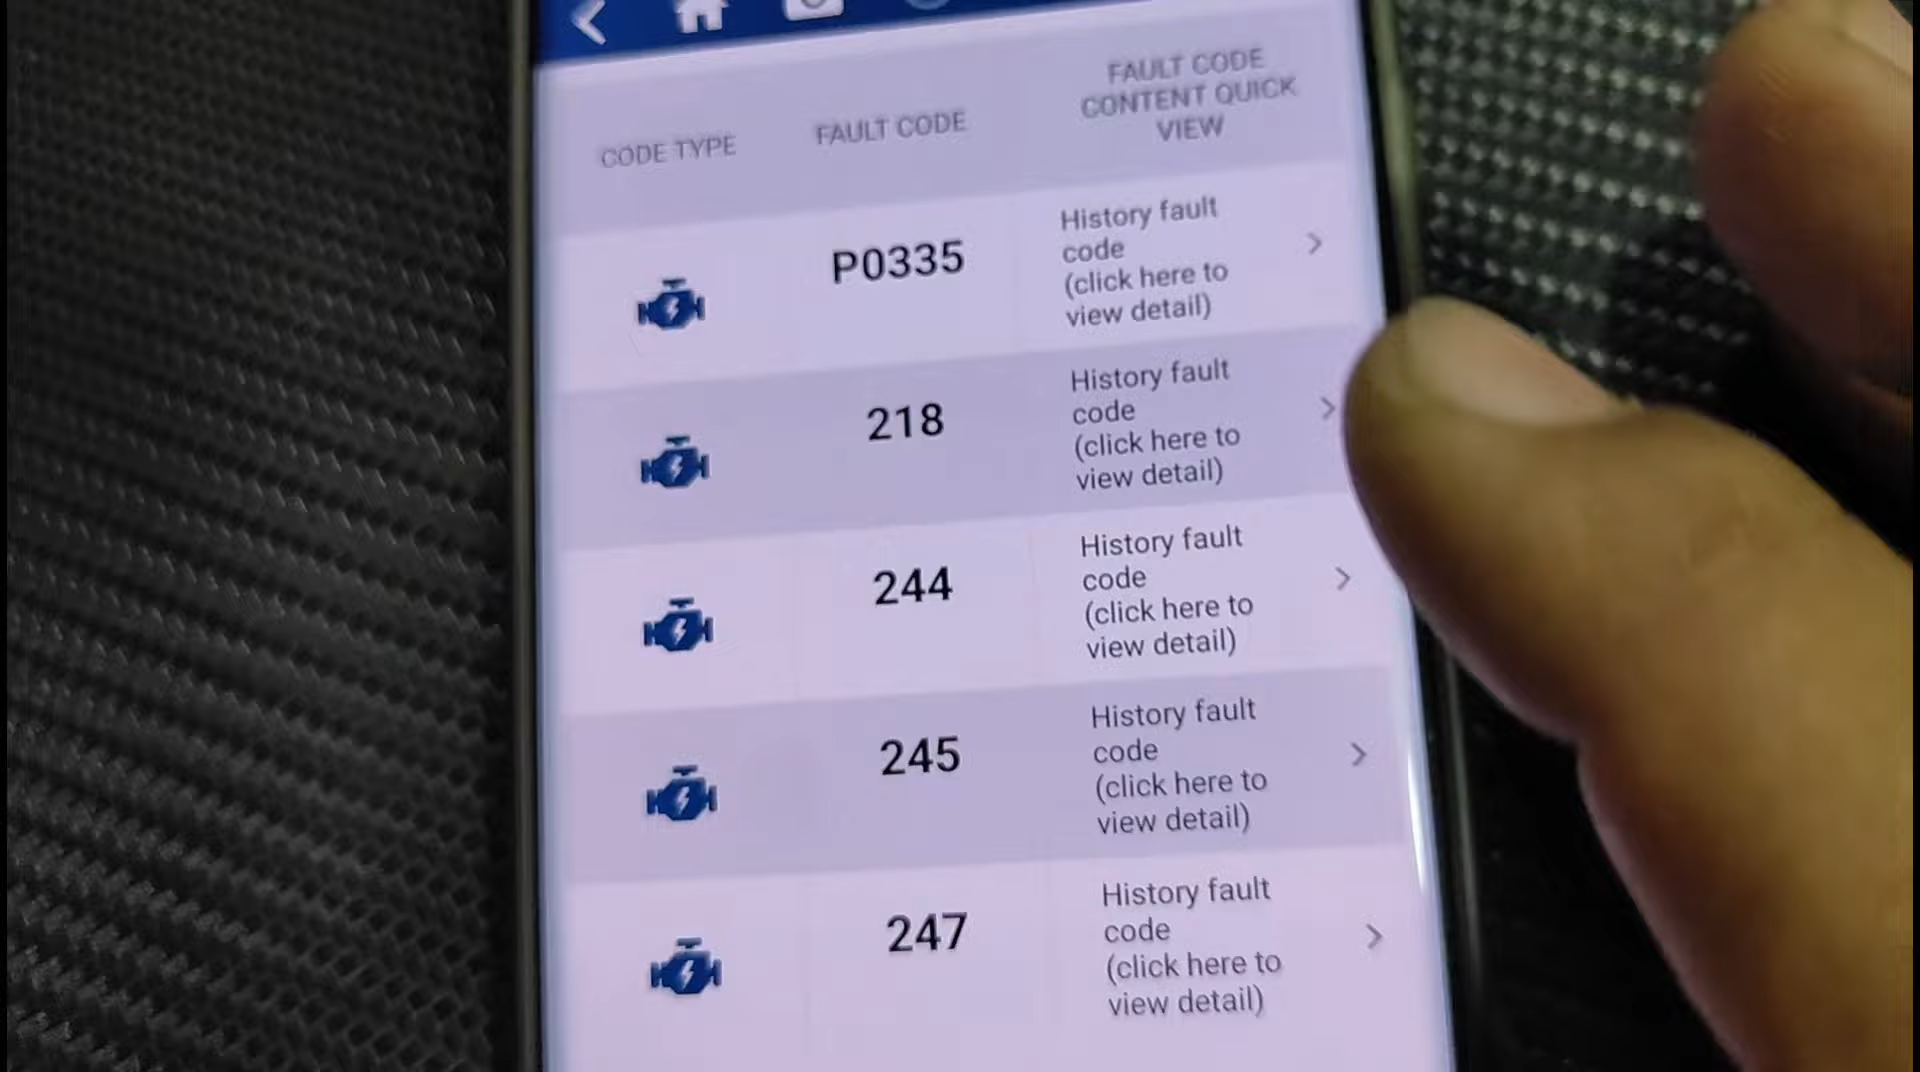 CODE TYPE
FAULT CODE
FAULT CODE
CONTENT QUICK
VIEW
P0335
History fault
code
(click here to
view detail)
218
History fault
code
(click here to
view detail)
244
History fault
code
(click here to
view detail)
245
History fault
code
(click here to
view detail)
247
History fault
code
(click here to
view detail)